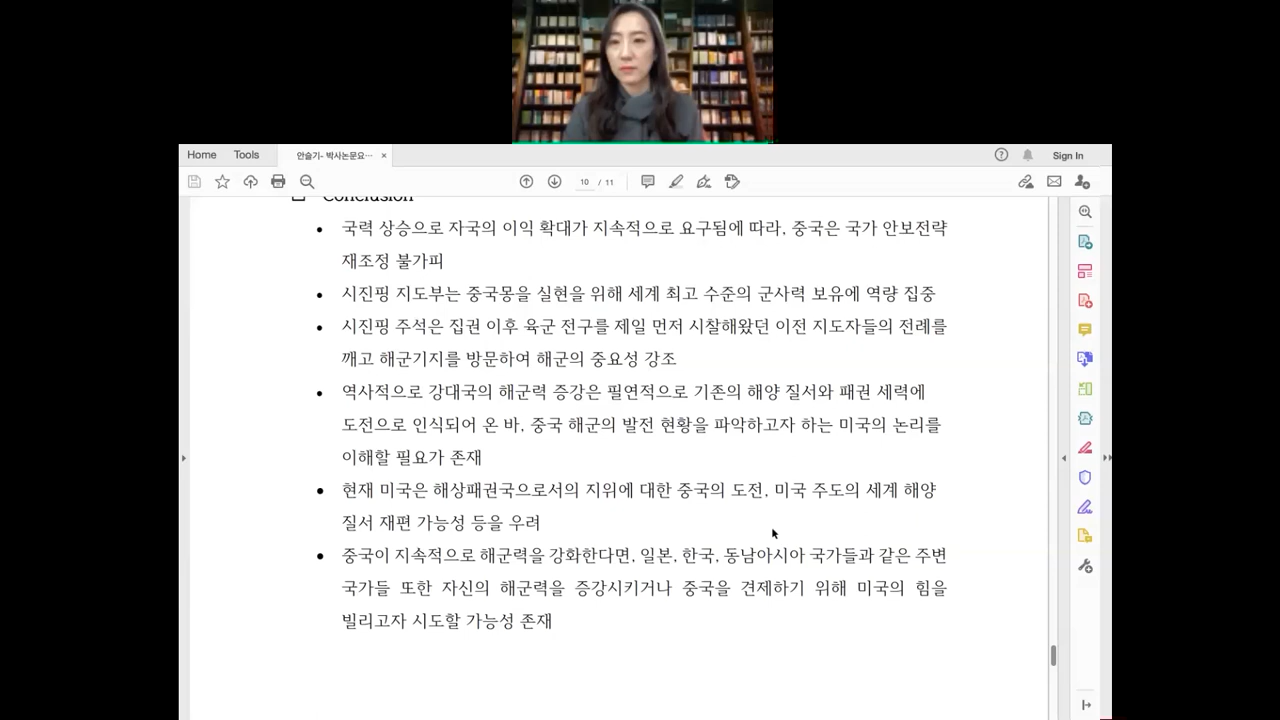 Home Tools 안슬기- 박사논문요… ×
Sign In
10 / 11
Conclusion
• 국력 상승으로 자국의 이익 확대가 지속적으로 요구됨에 따라, 중국은 국가 안보전략
재조정 불가피
• 시진핑 지도부는 중국몽을 실현을 위해 세계 최고 수준의 군사력 보유에 역량 집중
• 시진핑 주석은 집권 이후 육군 전구를 제일 먼저 시찰해왔던 이전 지도자들의 전례를
깨고 해군기지를 방문하여 해군의 중요성 강조
• 역사적으로 강대국의 해군력 증강은 필연적으로 기존의 해양 질서와 패권 세력에
도전으로 인식되어 온 바, 중국 해군의 발전 현황을 파악하고자 하는 미국의 논리를
이해할 필요가 존재
• 현재 미국은 해상패권국으로서의 지위에 대한 중국의 도전, 미국 주도의 세계 해양
질서 재편 가능성 등을 우려
• 중국이 지속적으로 해군력을 강화한다면, 일본, 한국, 동남아시아 국가들과 같은 주변
국가들 또한 자신의 해군력을 증강시키거나 중국을 견제하기 위해 미국의 힘을
빌리고자 시도할 가능성 존재